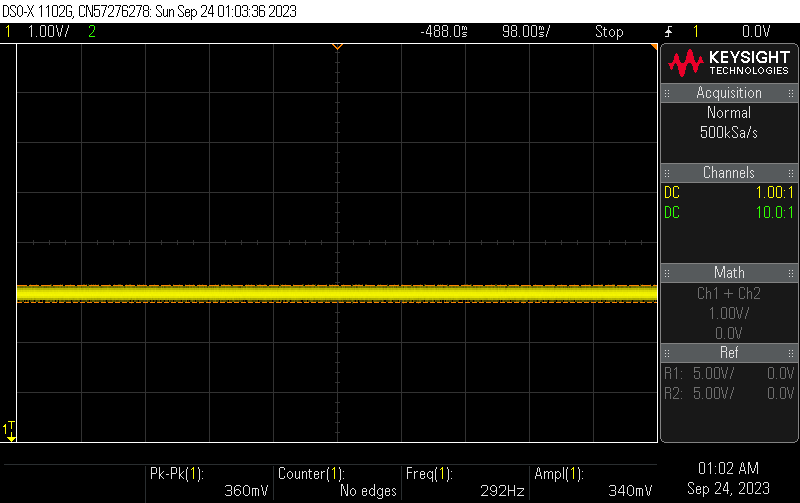 DSO-X 1102G, CN57276278: Sun Sep 24 01:03:36 2023
1 1.00V/ 2 -488.0ms 98.00ms/ Stop 1 0.0V
KEYSIGHT
TECHNOLOGIES
Acquisition
Normal
500kSa/s
Channels
DC 1.00:1
DC 10.0:1
Math
Ch1 + Ch2
1.00V/
0.0V
Ref
R1: 5.00V/ 0.0V
R2: 5.00V/ 0.0V
1 T
Pk-Pk(1): Counter(1): Freq(1): Ampl(1):
360mV No edges 292Hz 340mV
01:02 AM
Sep 24, 2023